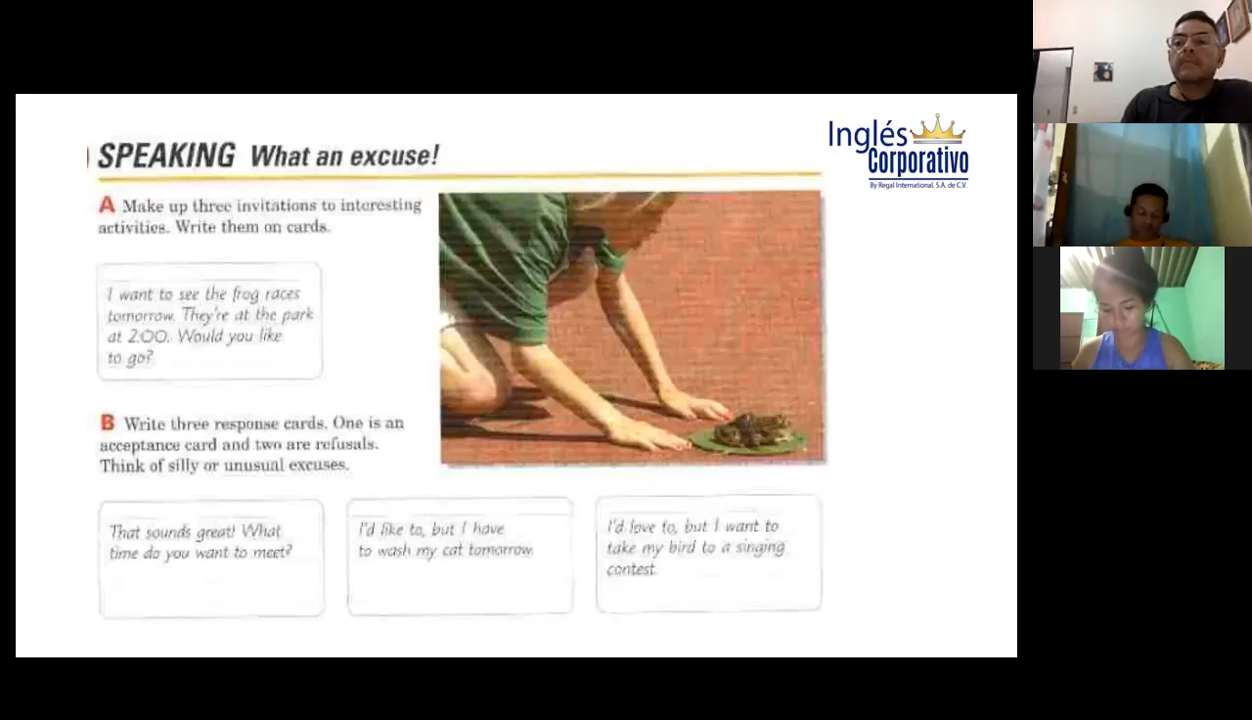 SPEAKING What an excuse!
Inglés
Corporativo
By Regal International. S.A. de C.V.
A Make up three invitations to interesting
activities. Write them on cards.
I want to see the frog races
tomorrow. They're at the park
at 2:00. Would you like
to go?
B Write three response cards. One is an
acceptance card and two are refusals.
Think of silly or unusual excuses.
That sounds great! What
time do you want to meet?
I'd like to, but I have
to wash my cat tomorrow.
I'd love to, but I want to
take my bird to a singing
contest.